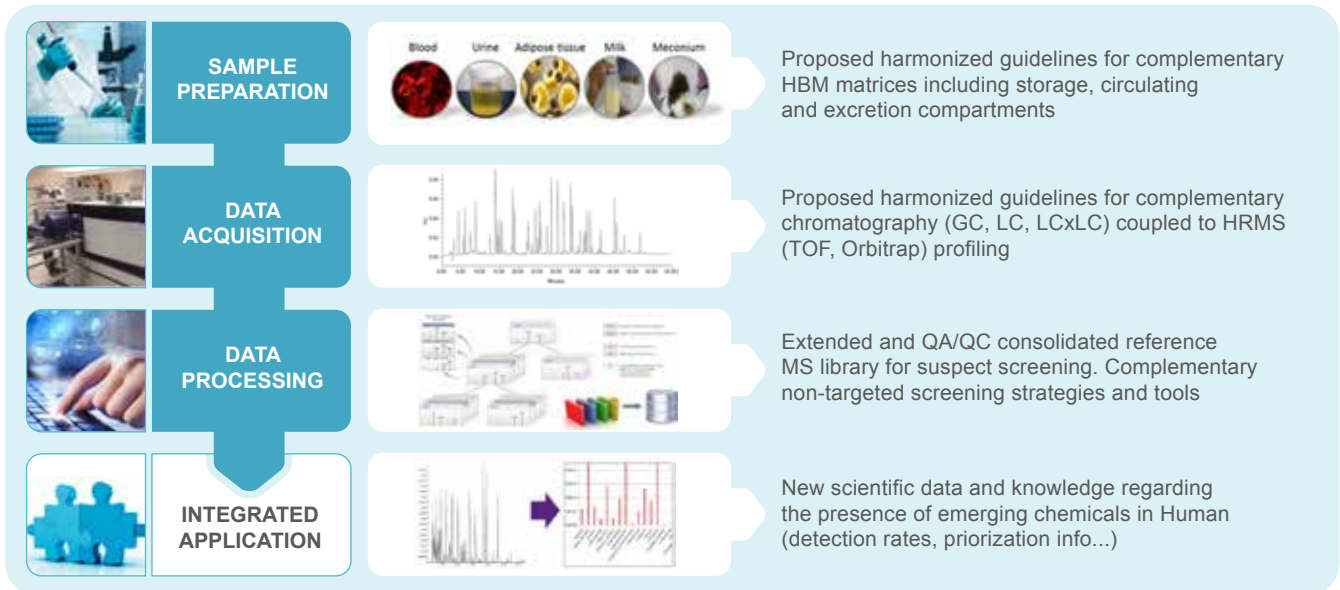 SAMPLE
PREPARATION
Blood Urine Adipose tissue Milk Meconium
Proposed harmonized guidelines for complementary
HBM matrices including storage, circulating
and excretion compartments
DATA
ACQUISITION
Proposed harmonized guidelines for complementary
chromatography (GC, LC, LCxLC) coupled to HRMS
(TOF, Orbitrap) profiling
DATA
PROCESSING
Extended and QA/QC consolidated reference
MS library for suspect screening. Complementary
non-targeted screening strategies and tools
INTEGRATED
APPLICATION
New scientific data and knowledge regarding
the presence of emerging chemicals in Human
(detection rates, priorization info...)